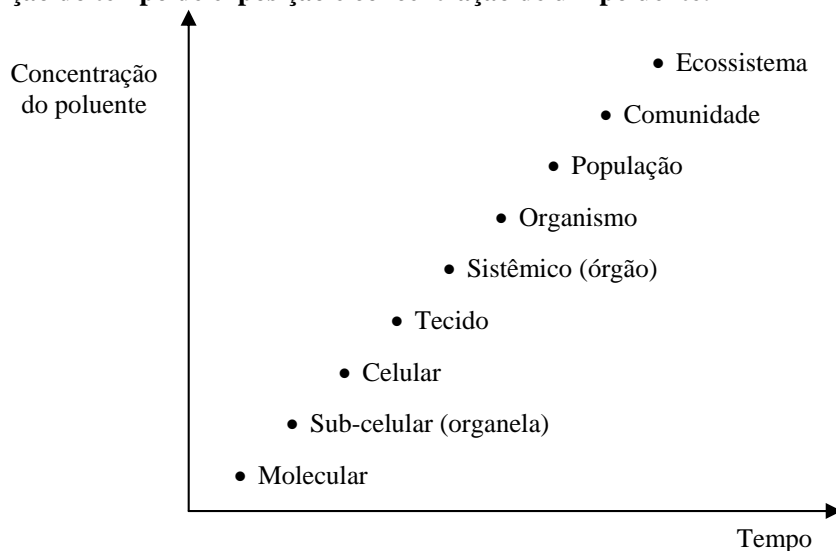 Concentração
do poluente
• Ecossistema
• Comunidade
• População
• Organismo
• Sistêmico (órgão)
• Tecido
• Celular
• Sub-celular (organela)
• Molecular
Tempo